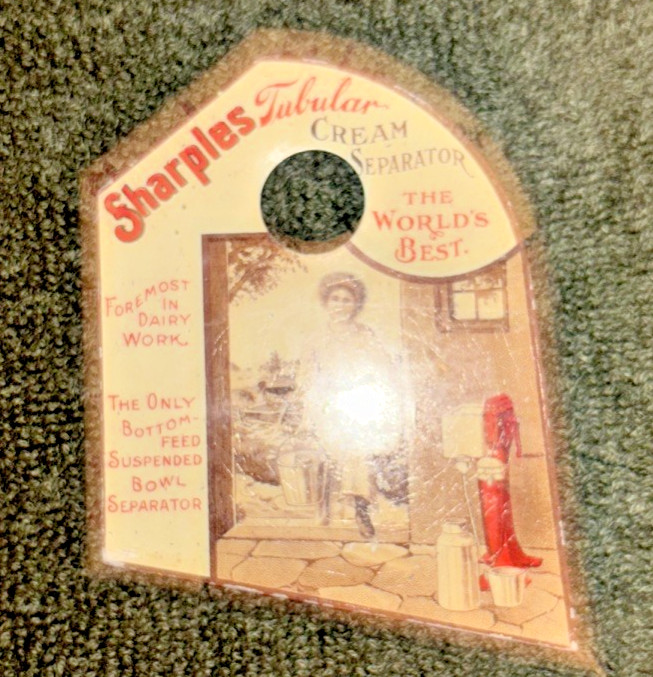 Sharples Tubular
CREAM
SEPARATOR
THE
WORLD'S
BEST.
FOREMOST
IN
DAIRY
WORK
THE ONLY
BOTTOM-
FEED
SUSPENDED
BOWL
SEPARATOR